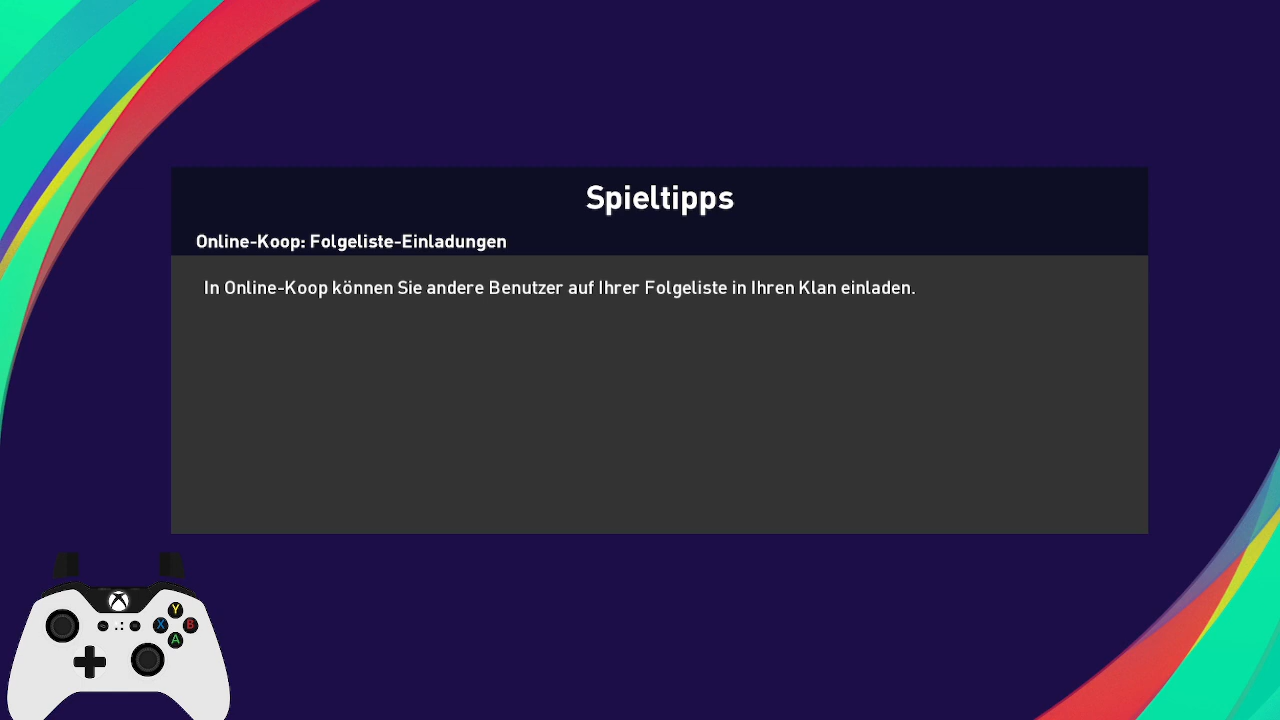 Spieltipps
Online-Koop: Folgeliste-Einladungen
In Online-Koop können Sie andere Benutzer auf Ihrer Folgeliste in Ihren Klan einladen.
Y
X B
A